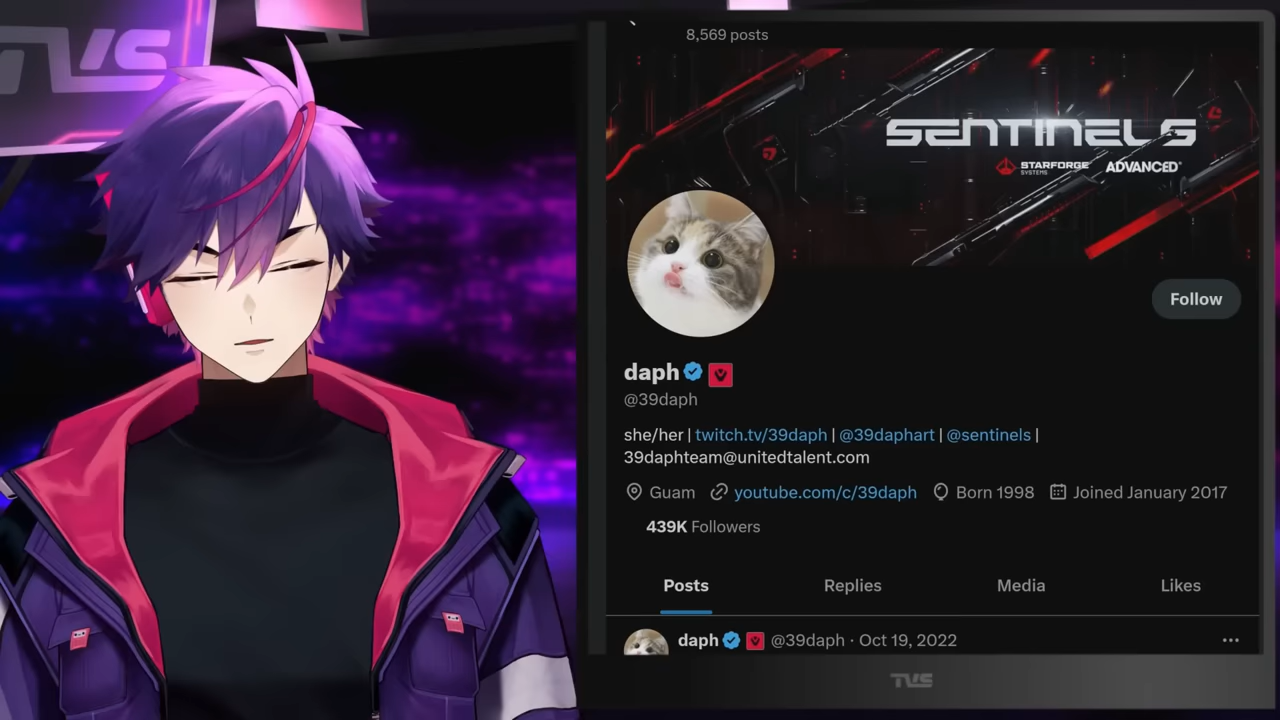 TVS
8,569 posts
SENTINELS
STARFORGE
SYSTEMS
ADVANCED
Follow
daph
@39daph
she/her | twitch.tv/39daph | @39daphart | @sentinels |
39daphteam@unitedtalent.com
Guam youtube.com/c/39daph Born 1998 Joined January 2017
439K Followers
Posts Replies Media Likes
daph @39daph · Oct 19, 2022
TVS